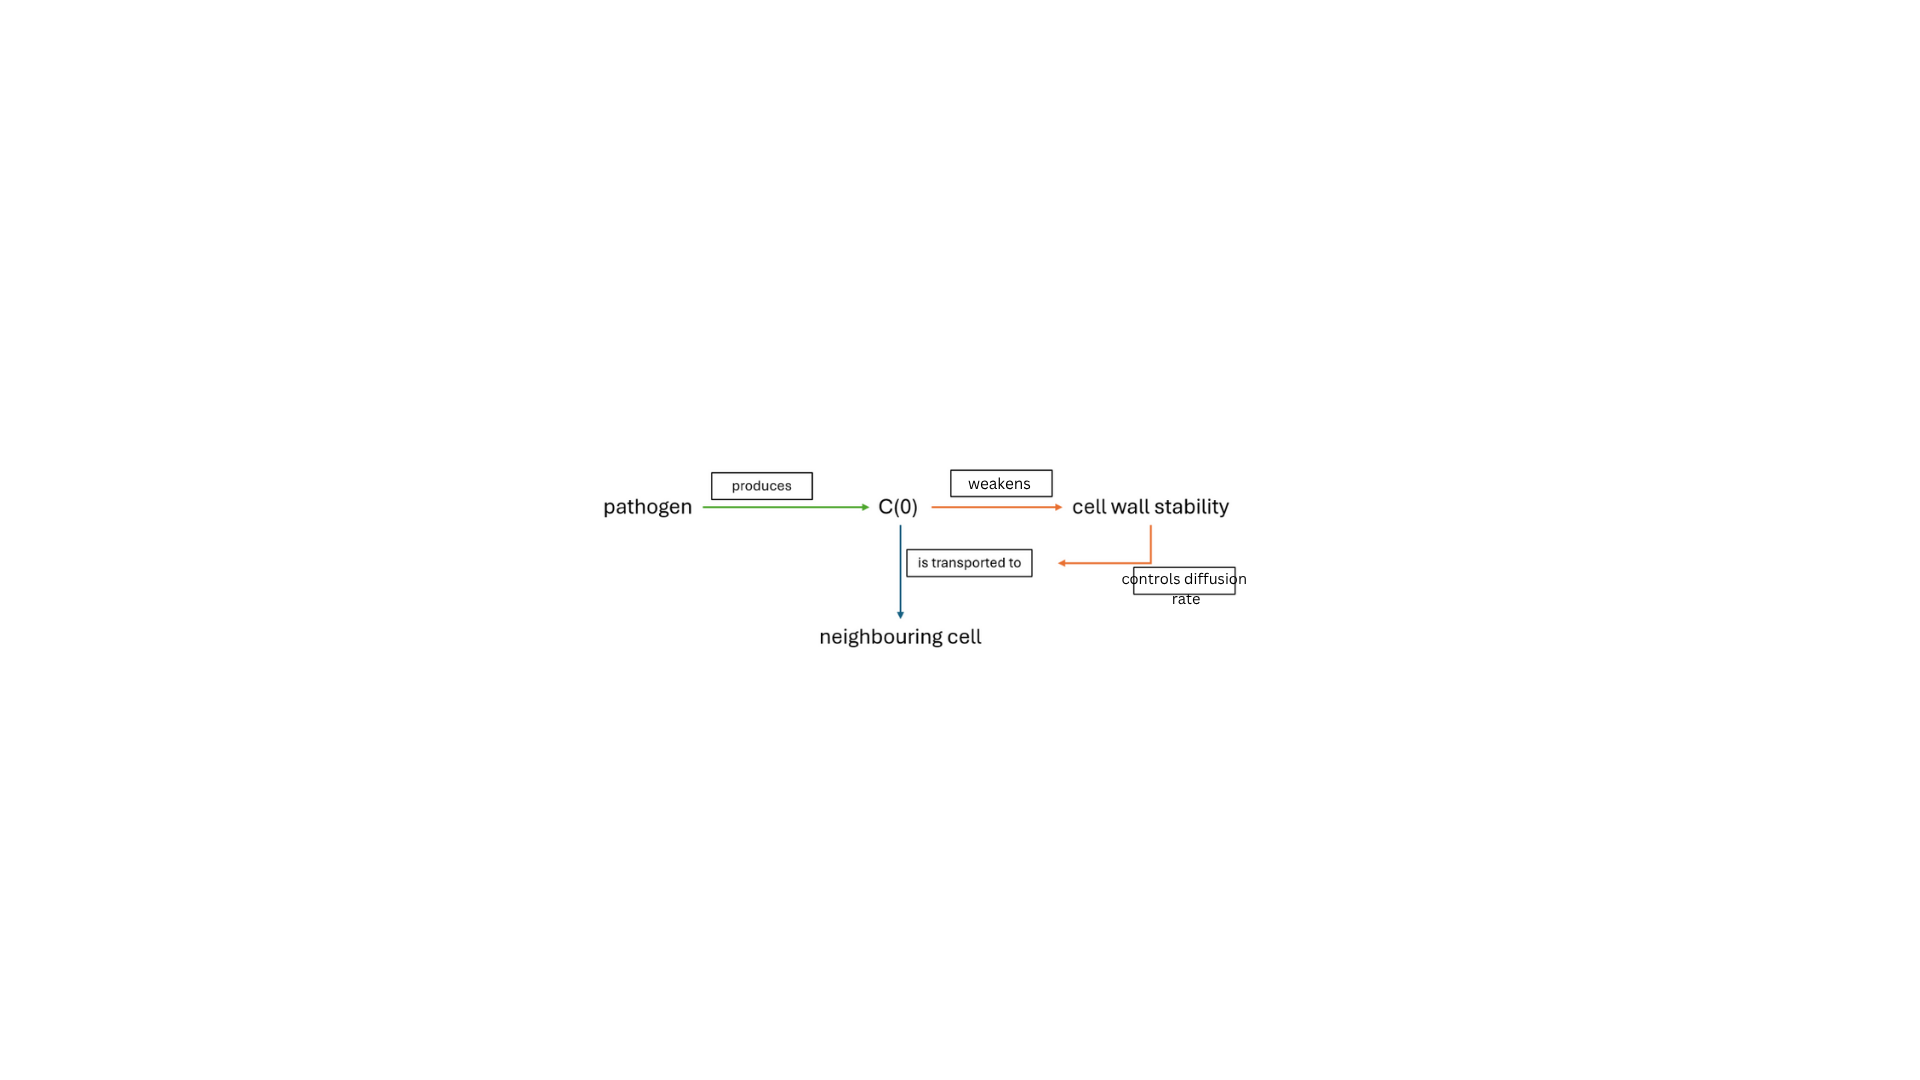 produces
weakens
pathogen
C(0)
cell wall stability
is transported to
controls diffusion
rate
neighbouring cell